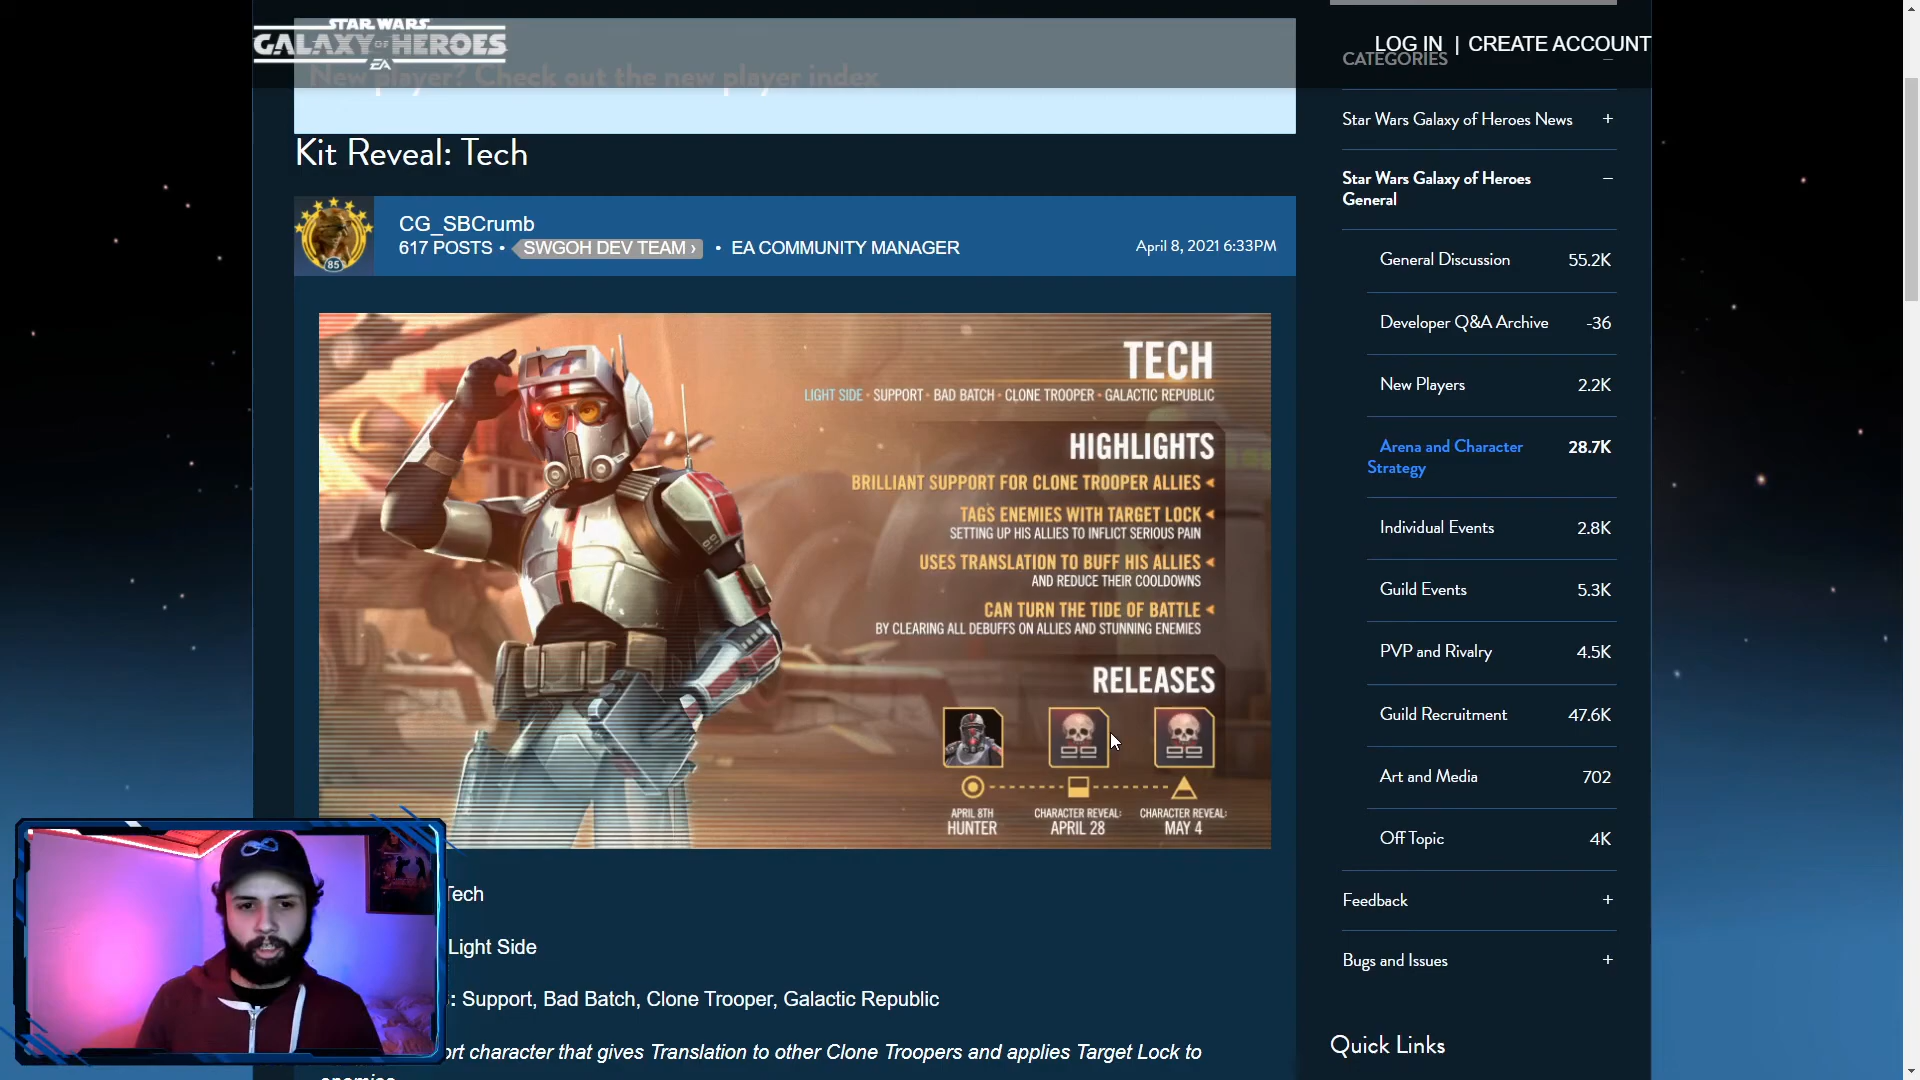 STAR WARS
GALAXY OF HEROES
EA
LOG IN | CREATE ACCOUNT
New player? Check out the new player index
Kit Reveal: Tech
CG_SBCrumb
617 POSTS • SWGOH DEV TEAM › • EA COMMUNITY MANAGER
April 8, 2021 6:33PM
85
TECH
LIGHT SIDE · SUPPORT · BAD BATCH · CLONE TROOPER · GALACTIC REPUBLIC
HIGHLIGHTS
BRILLIANT SUPPORT FOR CLONE TROOPER ALLIES
TAGS ENEMIES WITH TARGET LOCK
SETTING UP HIS ALLIES TO INFLICT SERIOUS PAIN
USES TRANSLATION TO BUFF HIS ALLIES
AND REDUCE THEIR COOLDOWNS
CAN TURN THE TIDE OF BATTLE
BY CLEARING ALL DEBUFFS ON ALLIES AND STUNNING ENEMIES
RELEASES
APRIL 8TH
HUNTER
CHARACTER REVEAL:
APRIL 28
CHARACTER REVEAL:
MAY 4
Tech
Light Side
: Support, Bad Batch, Clone Trooper, Galactic Republic
ort character that gives Translation to other Clone Troopers and applies Target Lock to
enemies
CATEGORIES −
Star Wars Galaxy of Heroes News +
Star Wars Galaxy of Heroes −
General
General Discussion 55.2K
Developer Q&A Archive -36
New Players 2.2K
Arena and Character 28.7K
Strategy
Individual Events 2.8K
Guild Events 5.3K
PVP and Rivalry 4.5K
Guild Recruitment 47.6K
Art and Media 702
Off Topic 4K
Feedback +
Bugs and Issues +
Quick Links